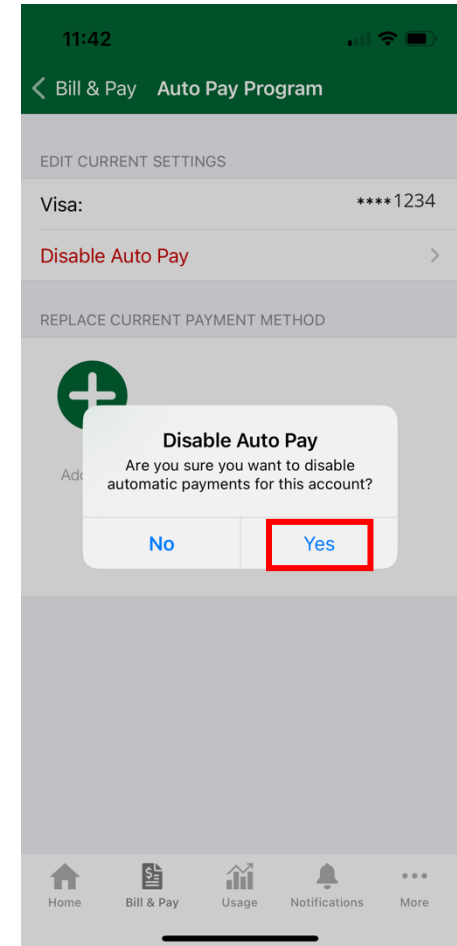 11:42
Bill & Pay Auto Pay Program
EDIT CURRENT SETTINGS
Visa: ****1234
Disable Auto Pay
REPLACE CURRENT PAYMENT METHOD
Disable Auto Pay
Are you sure you want to disable
automatic payments for this account?
No Yes
Home Bill & Pay Usage Notifications More